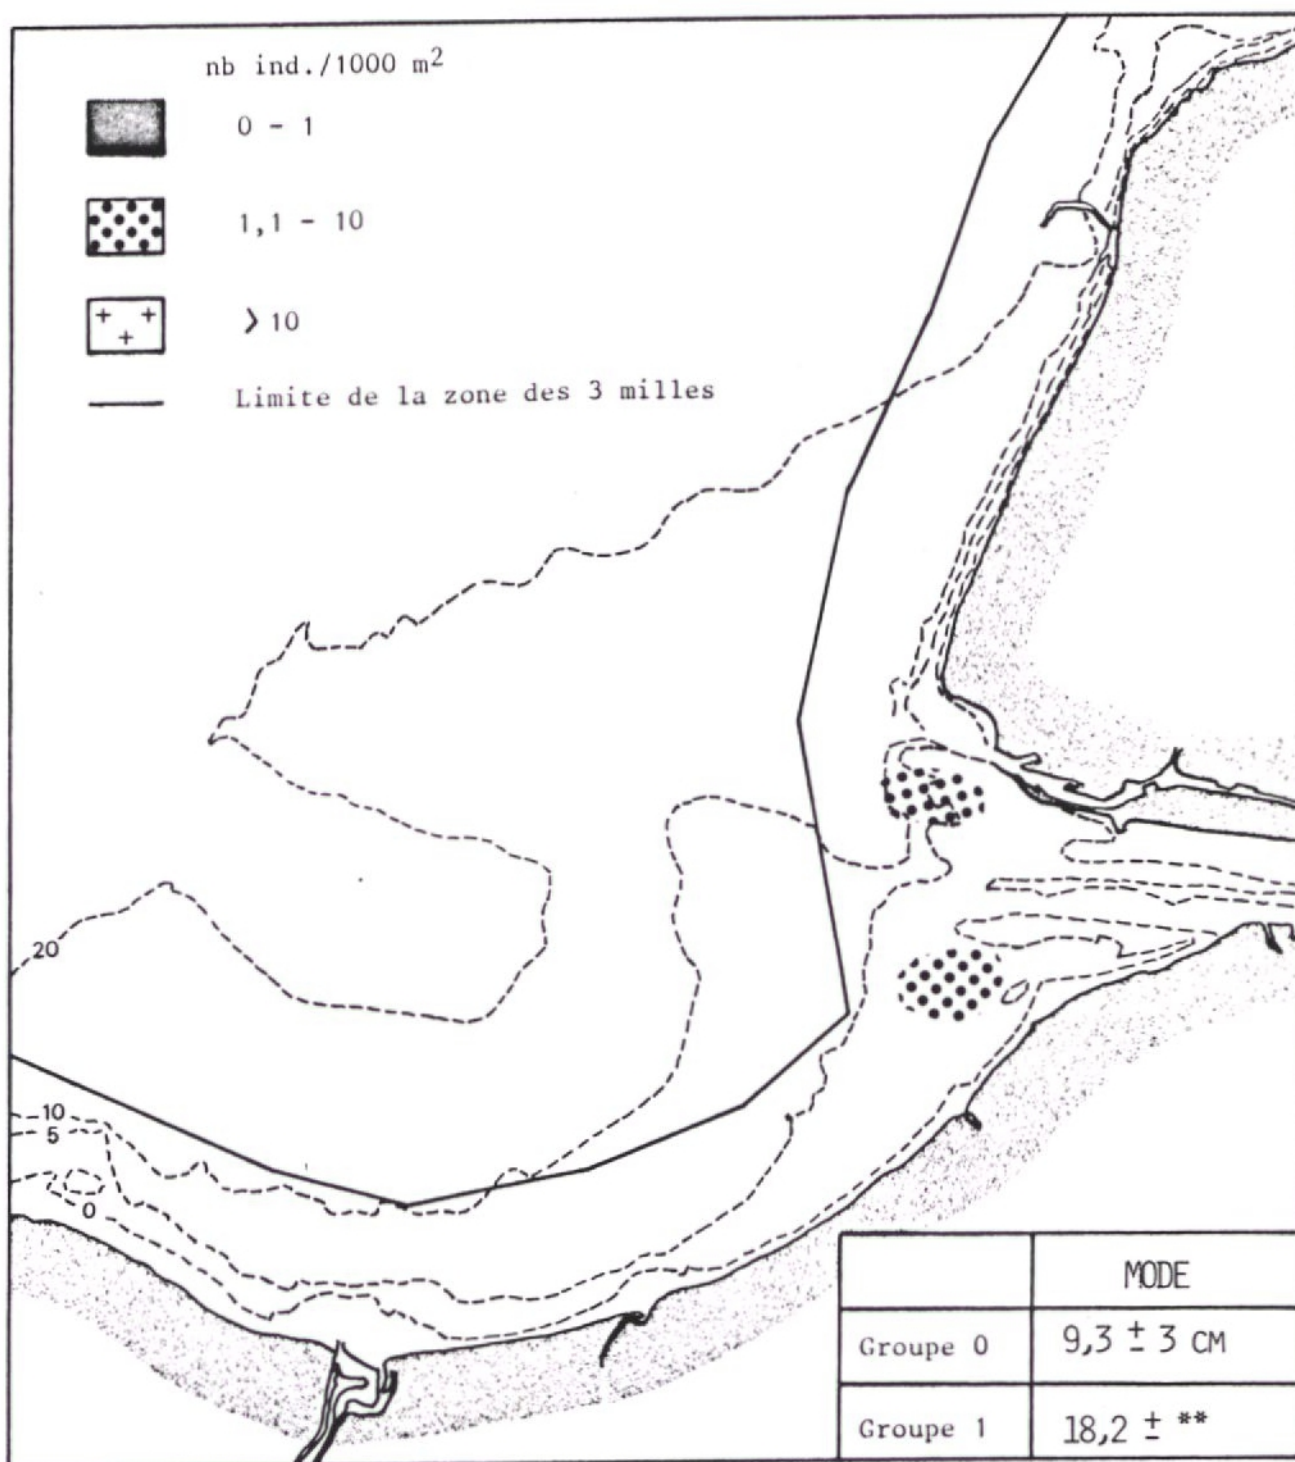 nb ind./1000 m²
0 - 1
1,1 - 10
> 10
Limite de la zone des 3 milles
20
10
5
0
MODE
Groupe 0 9,3 ± 3 CM
Groupe 1 18,2 ± **